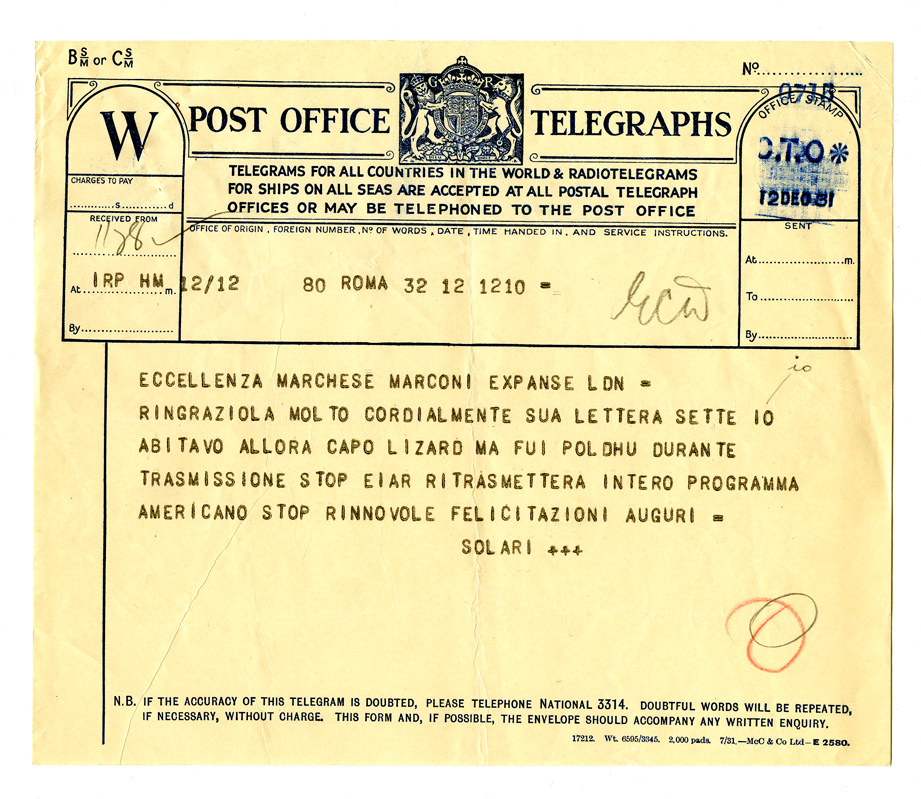 B S/M or C S/M
No.
W
POST OFFICE TELEGRAPHS
G R
OFFICE STAMP
C.T.O *
12 DEC 31
TELEGRAMS FOR ALL COUNTRIES IN THE WORLD & RADIOTELEGRAMS
FOR SHIPS ON ALL SEAS ARE ACCEPTED AT ALL POSTAL TELEGRAPH
OFFICES OR MAY BE TELEPHONED TO THE POST OFFICE
CHARGES TO PAY
s. d
RECEIVED FROM
OFFICE OF ORIGIN, FOREIGN NUMBER, No OF WORDS, DATE, TIME HANDED IN, AND SERVICE INSTRUCTIONS.
SENT
At m.
IRP HM 12/12 80 ROMA 32 12 1210 =
At m.
To
By
By
io
ECCELLENZA MARCHESE MARCONI EXPANSE LDN =
RINGRAZIOLA MOLTO CORDIALMENTE SUA LETTERA SETTE IO
ABITAVO ALLORA CAPO LIZARD MA FUI POLDHU DURANTE
TRASMISSIONE STOP EIAR RITRASMETTERA INTERO PROGRAMMA
AMERICANO STOP RINNOVOLE FELICITAZIONI AUGURI =
SOLARI +++
N.B. IF THE ACCURACY OF THIS TELEGRAM IS DOUBTED, PLEASE TELEPHONE NATIONAL 3314. DOUBTFUL WORDS WILL BE REPEATED,
IF NECESSARY, WITHOUT CHARGE. THIS FORM AND, IF POSSIBLE, THE ENVELOPE SHOULD ACCOMPANY ANY WRITTEN ENQUIRY.
17212. Wt. 6595/3345. 2,000 pads. 7/31.—McC & Co Ltd—E 2580.